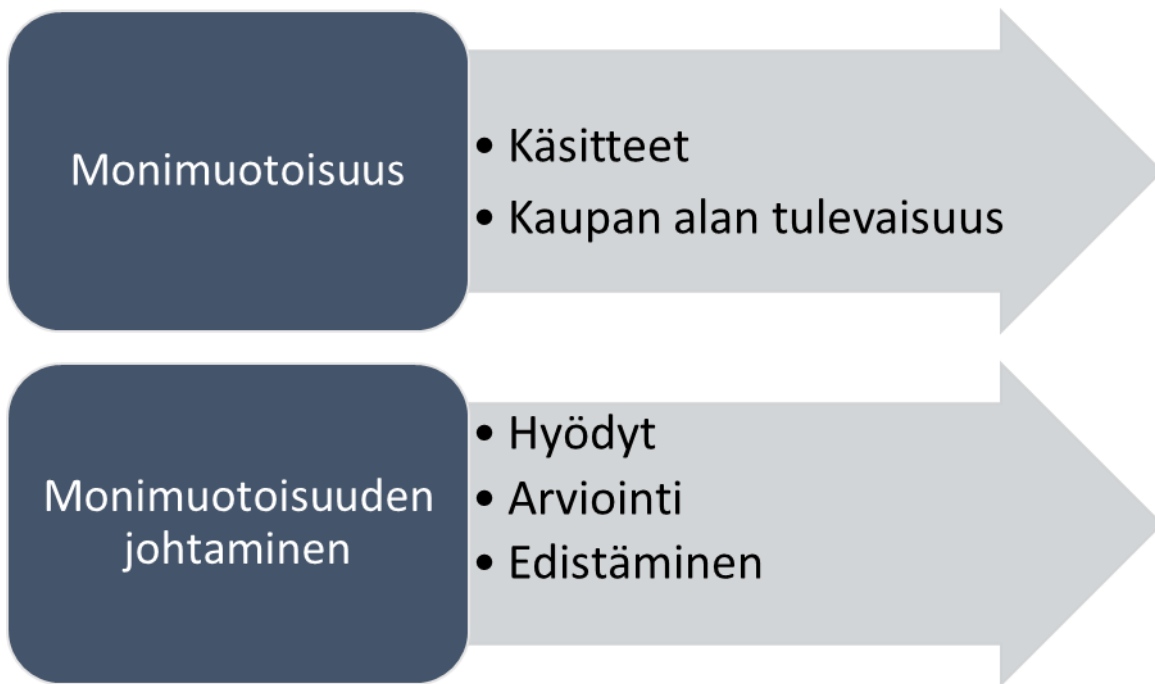 Monimuotoisuus
• Käsitteet
• Kaupan alan tulevaisuus
Monimuotoisuuden
johtaminen
• Hyödyt
• Arviointi
• Edistäminen